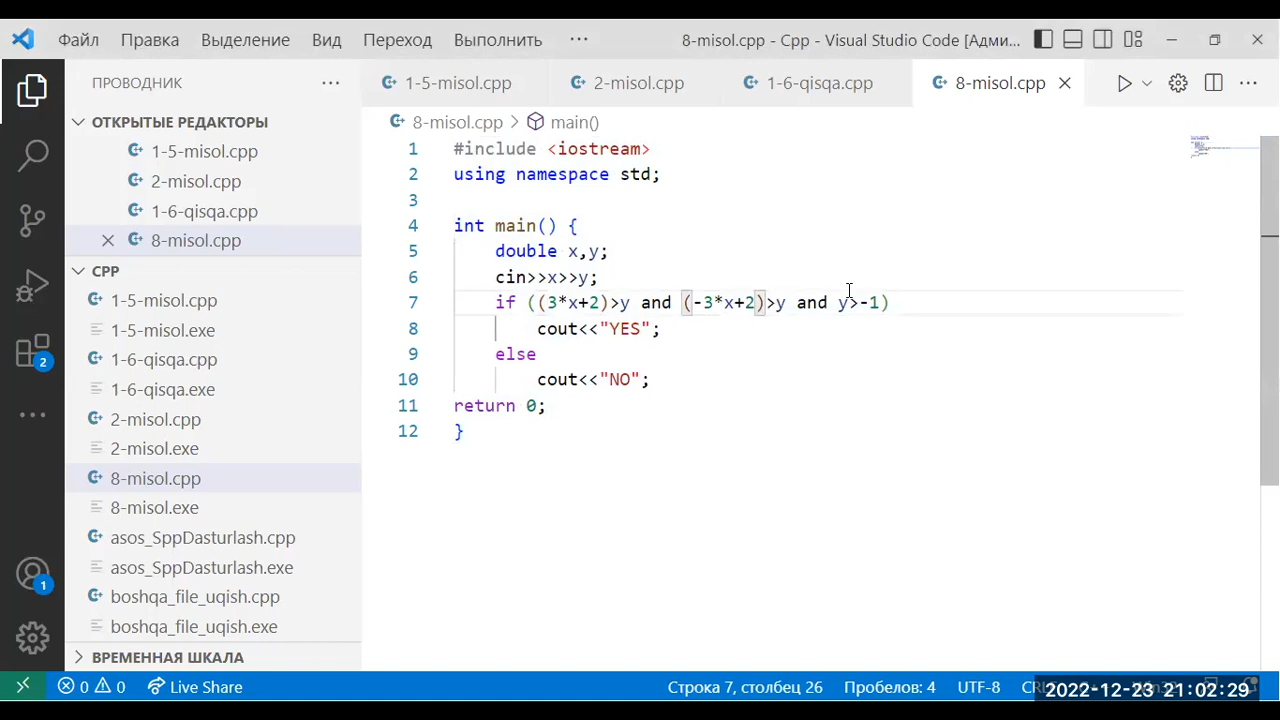 Файл Правка Выделение Вид Переход Выполнить ··· 8-misol.cpp - Cpp - Visual Studio Code [Адми...
ПРОВОДНИК ···
1-5-misol.cpp 2-misol.cpp 1-6-qisqa.cpp 8-misol.cpp
ОТКРЫТЫЕ РЕДАКТОРЫ
1-5-misol.cpp
2-misol.cpp
1-6-qisqa.cpp
8-misol.cpp
CPP
1-5-misol.cpp
1-5-misol.exe
1-6-qisqa.cpp
1-6-qisqa.exe
2-misol.cpp
2-misol.exe
8-misol.cpp
8-misol.exe
asos_SppDasturlash.cpp
asos_SppDasturlash.exe
boshqa_file_uqish.cpp
boshqa_file_uqish.exe
ВРЕМЕННАЯ ШКАЛА
2
1
8-misol.cpp > main()
1 #include <iostream>
2 using namespace std;
3
4 int main() {
5 double x,y;
6 cin>>x>>y;
7 if ((3*x+2)>y and (-3*x+2)>y and y>-1)
8 cout<<"YES";
9 else
10 cout<<"NO";
11 return 0;
12 }
0 0 Live Share Строка 7, столбец 26 Пробелов: 4 UTF-8
2022-12-23 21:02:29